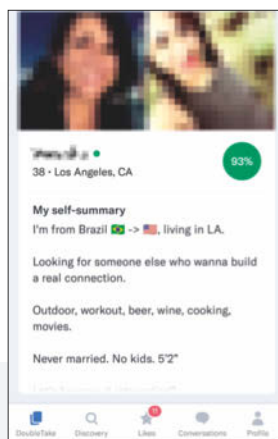 93%
38 • Los Angeles, CA
My self-summary
I'm from Brazil 🇧🇷 -> 🇺🇸, living in LA.
Looking for someone else who wanna build
a real connection.
Outdoor, workout, beer, wine, cooking,
movies.
Never married. No kids. 5'2"
11
DoubleTake Discovery Likes Conversations Profile